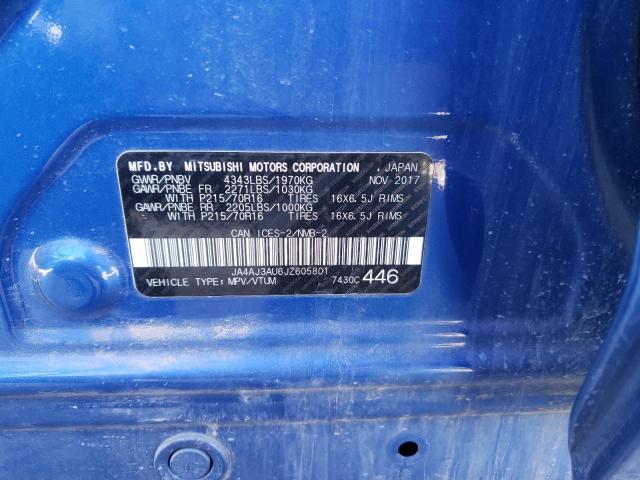 MFD.BY MITSUBISHI MOTORS CORPORATION , JAPAN
GVWR/PNBV 4343LBS/1970KG NOV 2017
GAWR/PNBE FR 2271LBS/1030KG TIRES
WITH P215/70R16 16X6.5J RIMS
GAWR/PNBE RR 2205LBS/1000KG TIRES
WITH P215/70R16 16X6.5J RIMS
CAN ICES-2/NMB-2
JA4AJ3AU6JZ605801
VEHICLE TYPE: MPV/VTUM 7430C 446